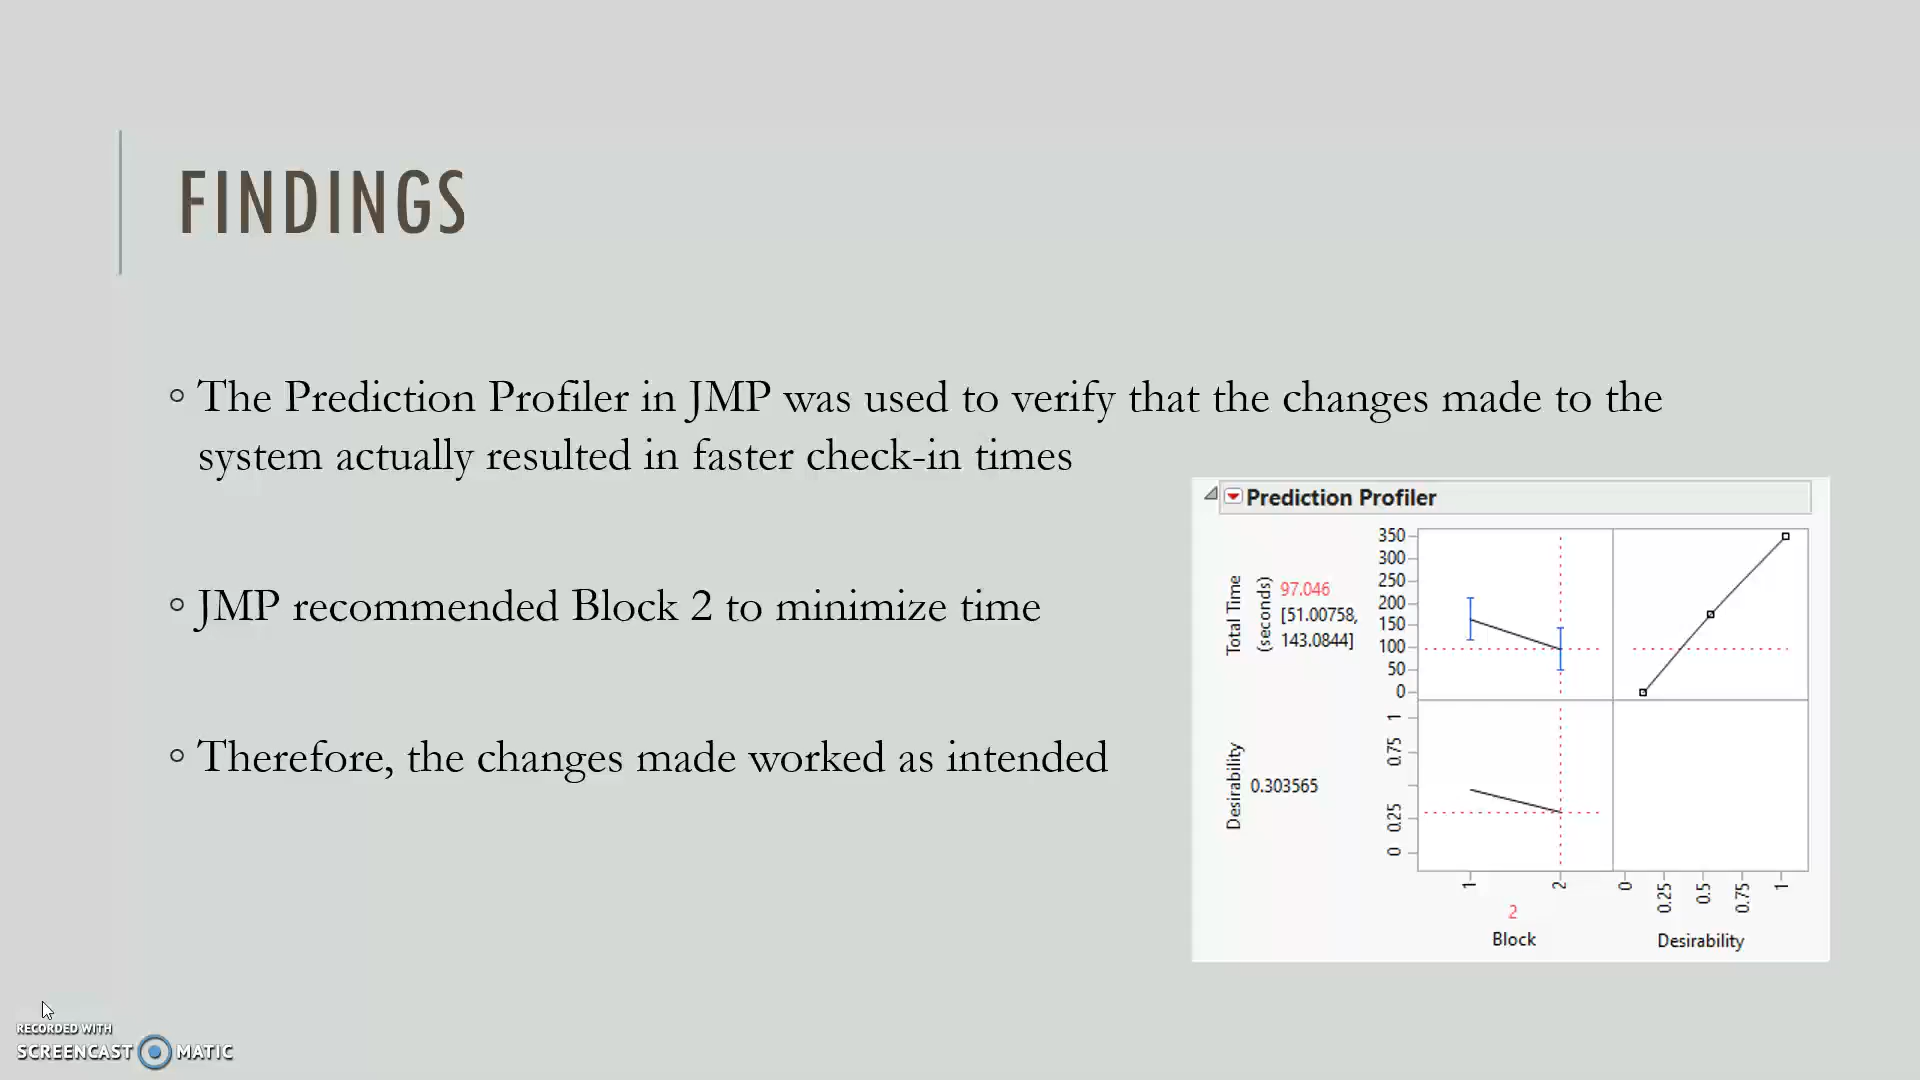 FINDINGS
◦ The Prediction Profiler in JMP was used to verify that the changes made to the
system actually resulted in faster check-in times
◦ JMP recommended Block 2 to minimize time
◦ Therefore, the changes made worked as intended
Prediction Profiler
Total Time
(seconds)
97.046
[51.00758,
143.0844]
350
300
250
200
150
100
50
0
Desirability
0.303565
1
0.75
0.25
0
1
2
2
Block
0
0.25
0.5
0.75
1
Desirability
RECORDED WITH
SCREENCAST MATIC